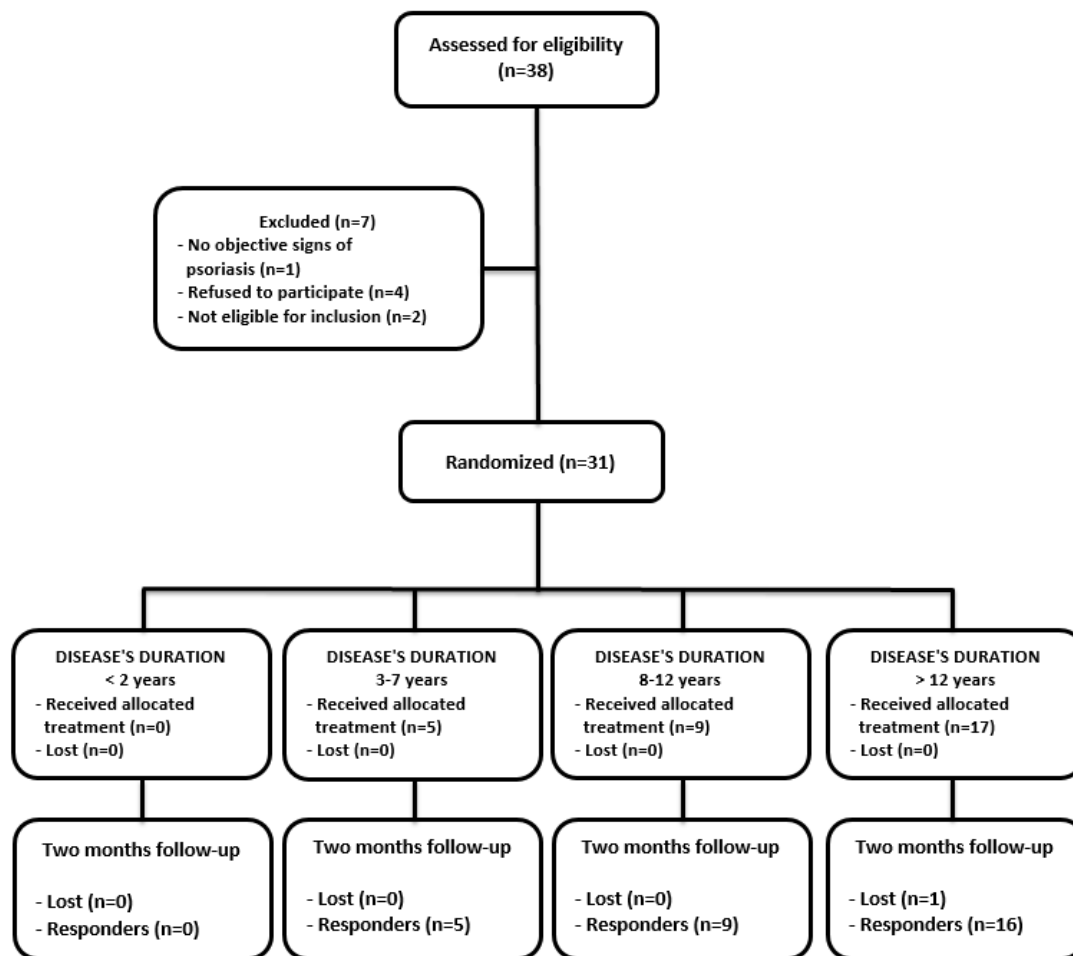 Assessed for eligibility
(n=38)
Excluded (n=7)
- No objective signs of
psoriasis (n=1)
- Refused to participate (n=4)
- Not eligible for inclusion (n=2)
Randomized (n=31)
DISEASE'S DURATION
< 2 years
- Received allocated
treatment (n=0)
- Lost (n=0)
DISEASE'S DURATION
3-7 years
- Received allocated
treatment (n=5)
- Lost (n=0)
DISEASE'S DURATION
8-12 years
- Received allocated
treatment (n=9)
- Lost (n=0)
DISEASE'S DURATION
> 12 years
- Received allocated
treatment (n=17)
- Lost (n=0)
Two months follow-up
- Lost (n=0)
- Responders (n=0)
Two months follow-up
- Lost (n=0)
- Responders (n=5)
Two months follow-up
- Lost (n=0)
- Responders (n=9)
Two months follow-up
- Lost (n=1)
- Responders (n=16)